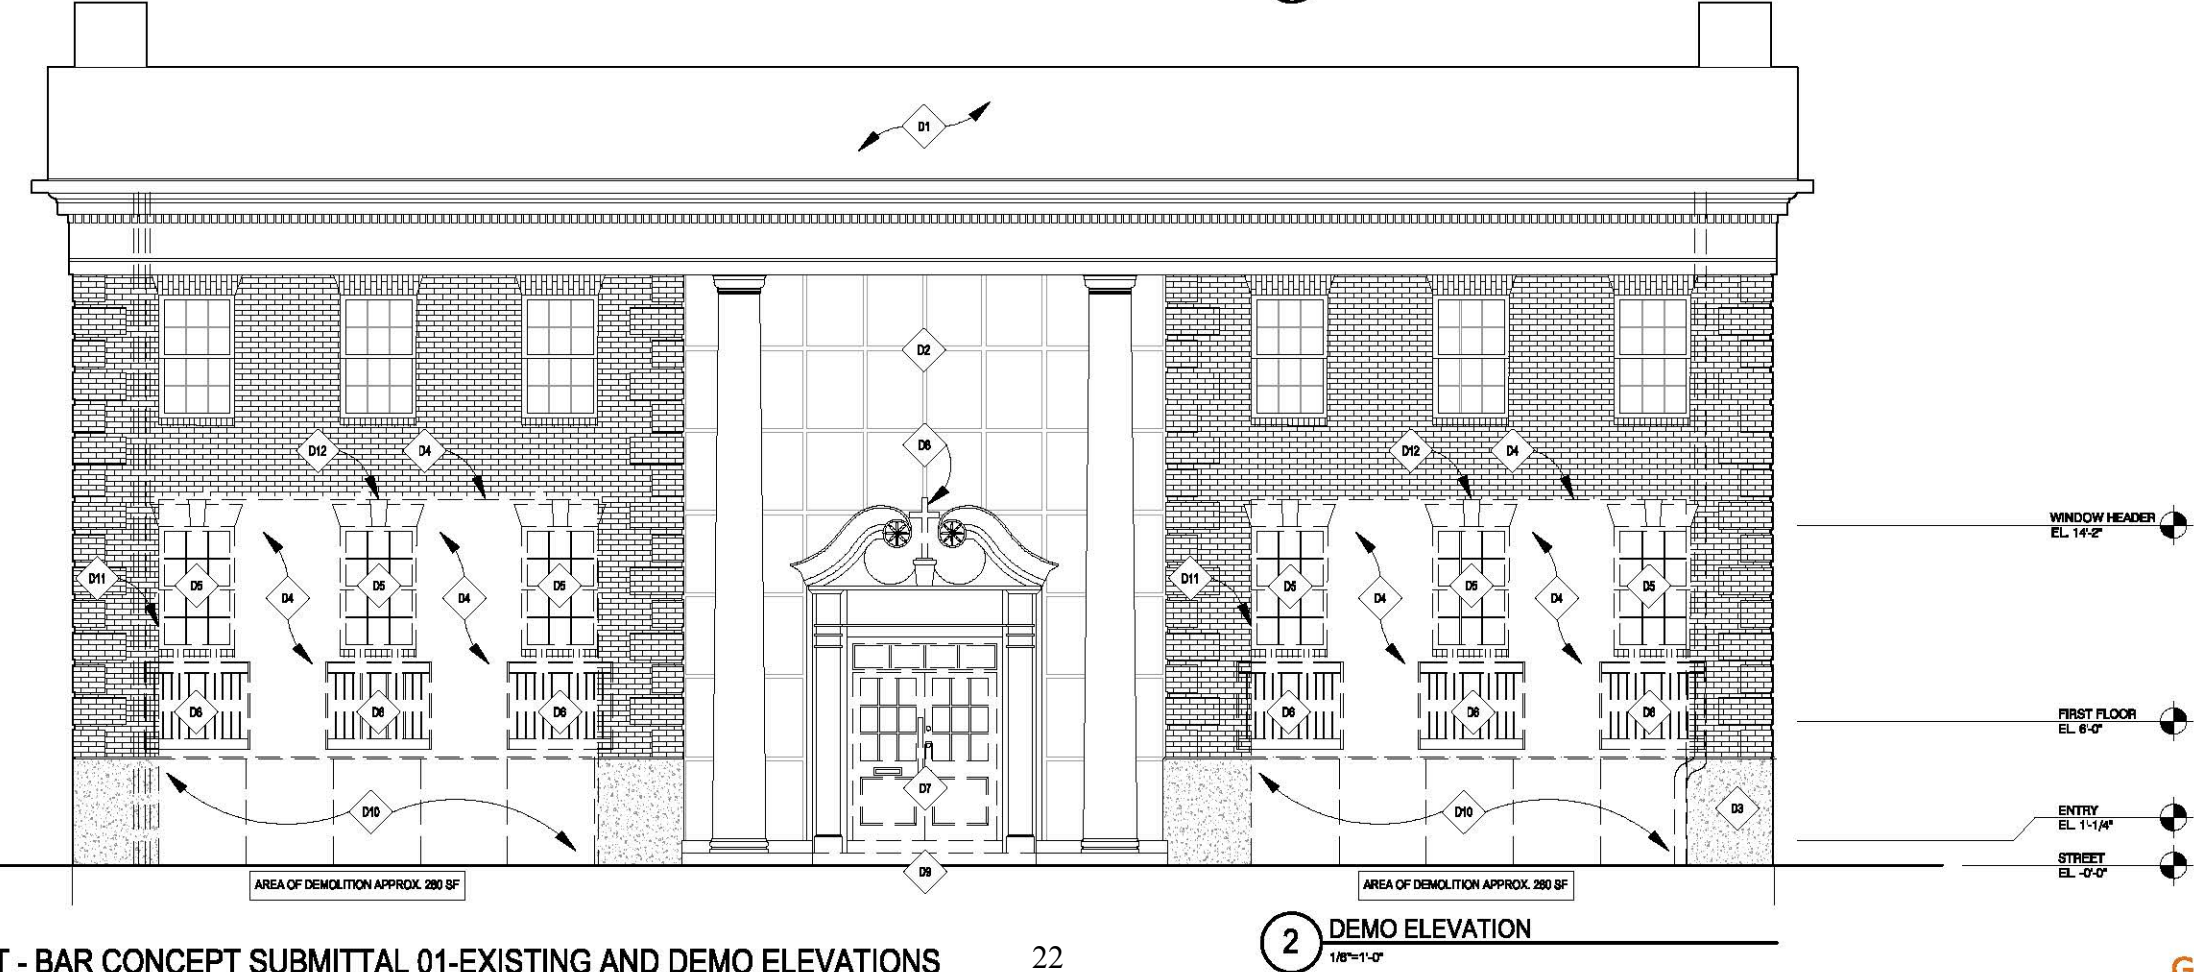 D1
D2
D12
D4
D8
D12
D4
WINDOW HEADER
EL. 14'-2"
D11
D5
D4
D5
D4
D5
D11
D5
D4
D5
D4
D5
D6
D6
D6
D6
D6
FIRST FLOOR
EL. 6'-0"
D7
D10
D10
D3
ENTRY
EL. 1'-1/4"
STREET
EL. -0'-0"
D9
AREA OF DEMOLITION APPROX. 280 SF
AREA OF DEMOLITION APPROX. 280 SF
2
DEMO ELEVATION
T - BAR CONCEPT SUBMITTAL 01-EXISTING AND DEMO ELEVATIONS
22
1/8"=1'-0"
G